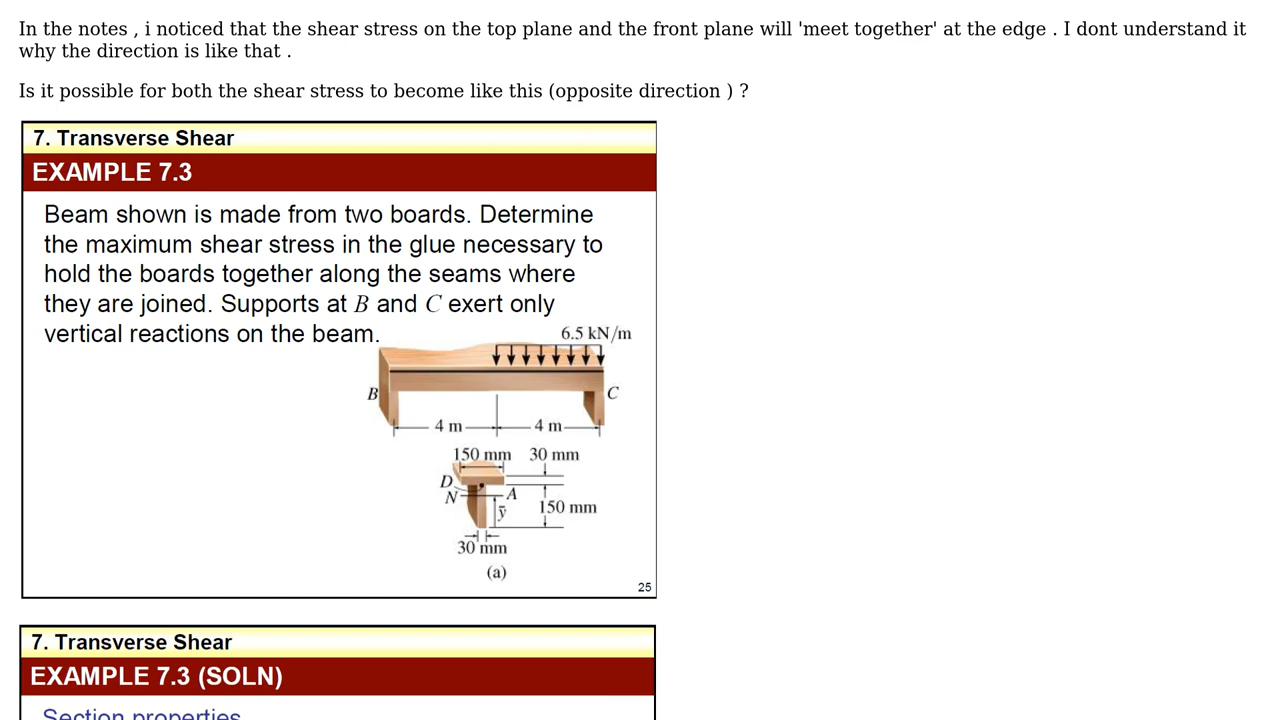 In the notes , i noticed that the shear stress on the top plane and the front plane will 'meet together' at the edge . I dont understand it
why the direction is like that .
Is it possible for both the shear stress to become like this (opposite direction ) ?
7. Transverse Shear
EXAMPLE 7.3
Beam shown is made from two boards. Determine
the maximum shear stress in the glue necessary to
hold the boards together along the seams where
they are joined. Supports at B and C exert only
vertical reactions on the beam.
6.5 kN/m
B
C
4 m
4 m
150 mm
30 mm
D
N
A
150 mm
ȳ
30 mm
(a)
25
7. Transverse Shear
EXAMPLE 7.3 (SOLN)
Section properties